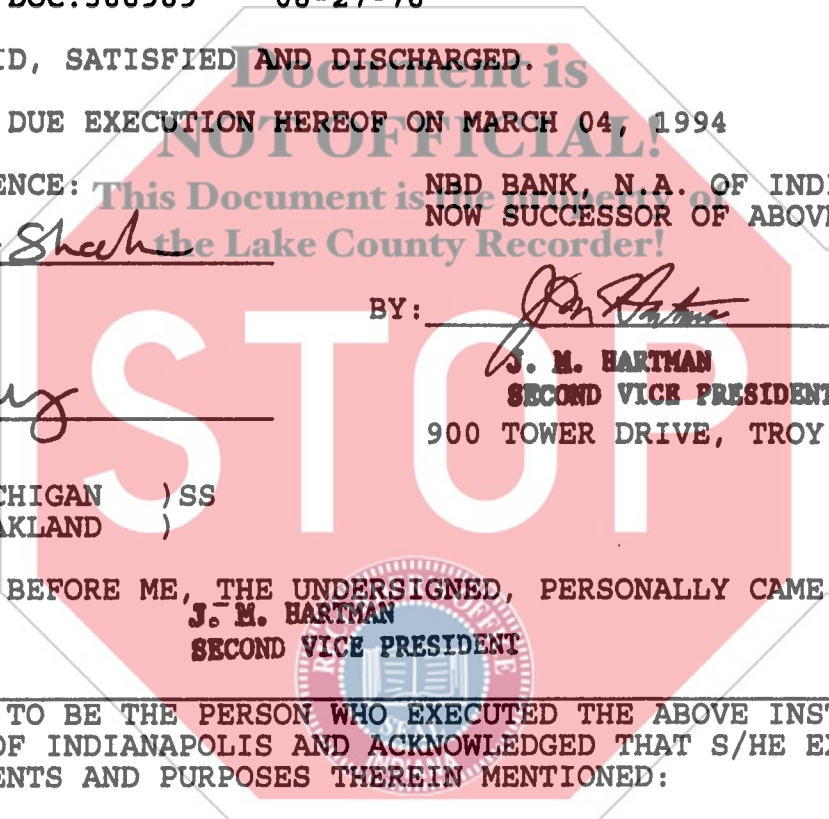 ID, SATISFIED AND DISCHARGED.
Document is
DUE EXECUTION HEREOF ON MARCH 04, 1994
NOT OFFICIAL!
ENCE: NBD BANK, N.A. OF INDI
This Document is the property of
NOW SUCCESSOR OF ABOVE
the Lake County Recorder!
STOP
BY:
J. M. HARTMAN
SECOND VICE PRESIDENT
900 TOWER DRIVE, TROY
CHIGAN )SS
AKLAND )
BEFORE ME, THE UNDERSIGNED, PERSONALLY CAME
J. M. HARTMAN
SECOND VICE PRESIDENT
TO BE THE PERSON WHO EXECUTED THE ABOVE INST
OF INDIANAPOLIS AND ACKNOWLEDGED THAT S/HE EX
ENTS AND PURPOSES THEREIN MENTIONED:
SEAL
INDIANA